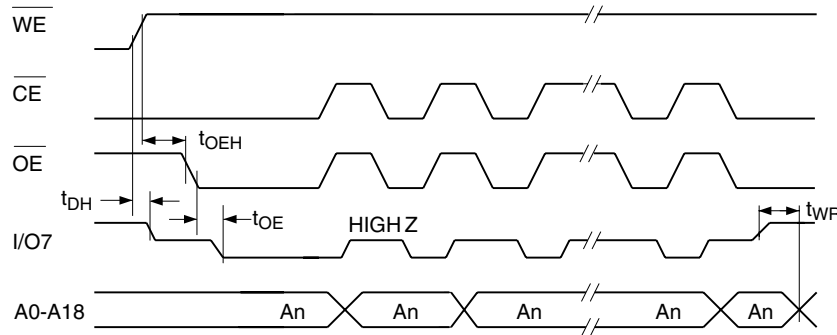 WE
CE
tOEH
OE
tDH
tOE
tWR
I/O7
HIGH Z
A0-A18
An
An
An
An
An